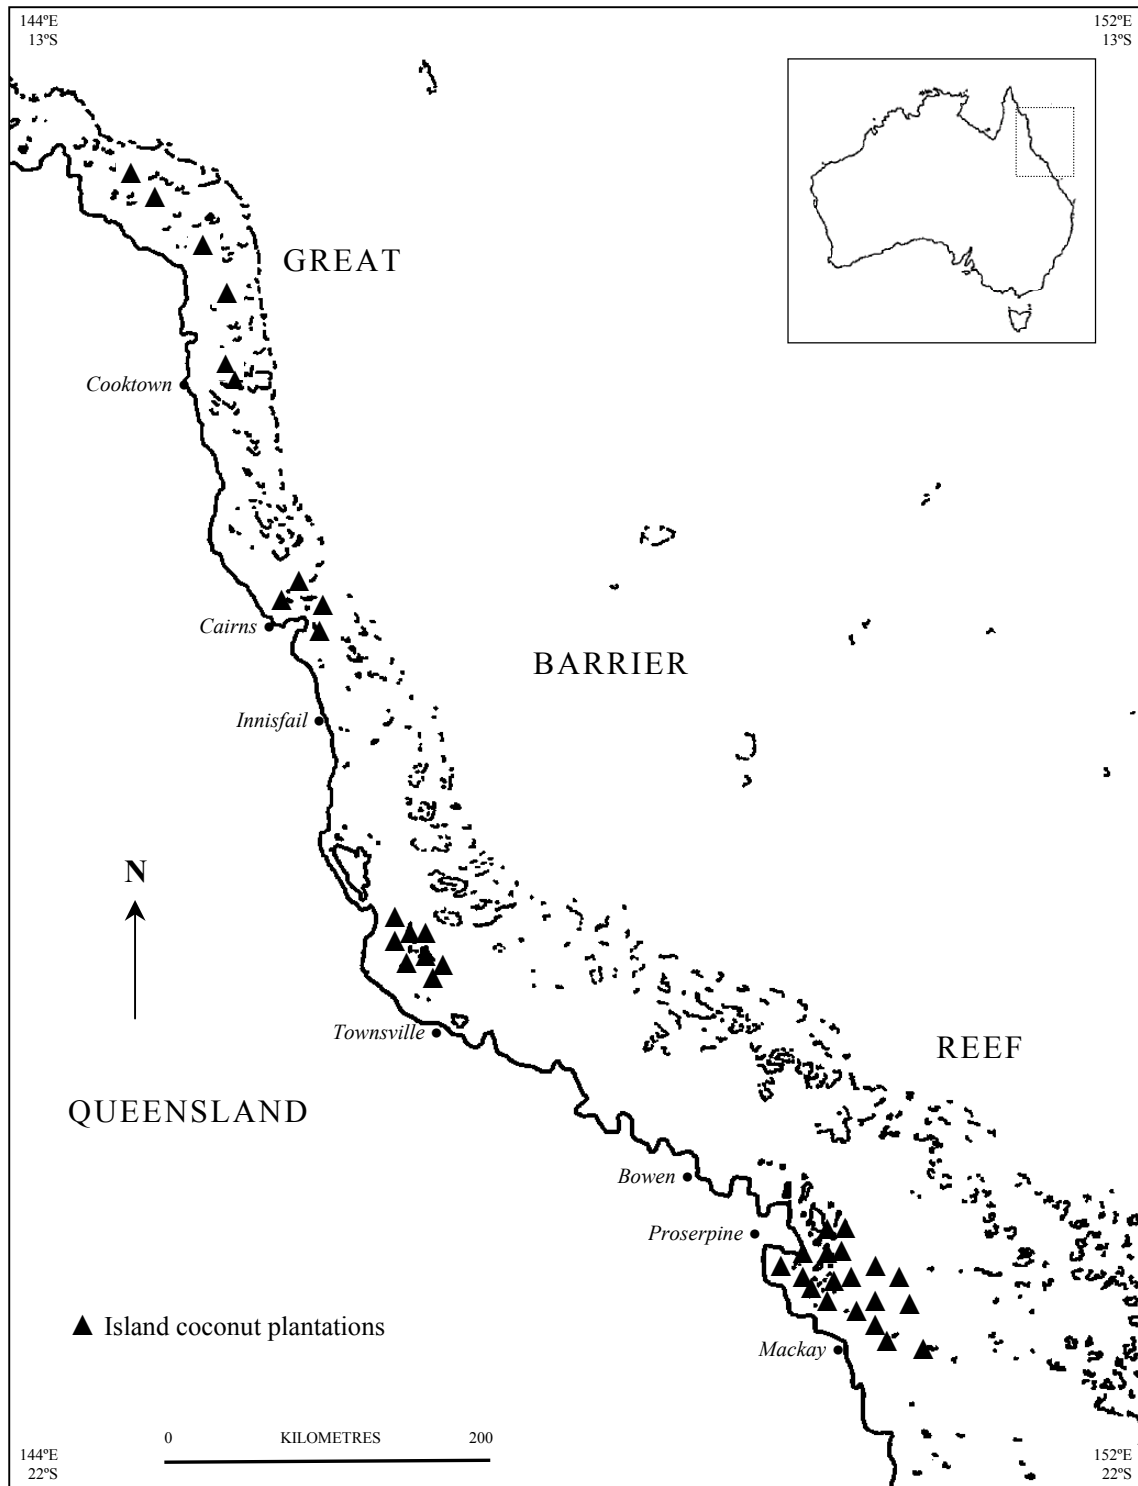 144ºE
13ºS
152ºE
13ºS
GREAT
Cooktown
Cairns
BARRIER
Innisfail
N
Townsville
REEF
QUEENSLAND
Bowen
Proserpine
Island coconut plantations
Mackay
0 KILOMETRES 200
144ºE
22ºS
152ºE
22ºS